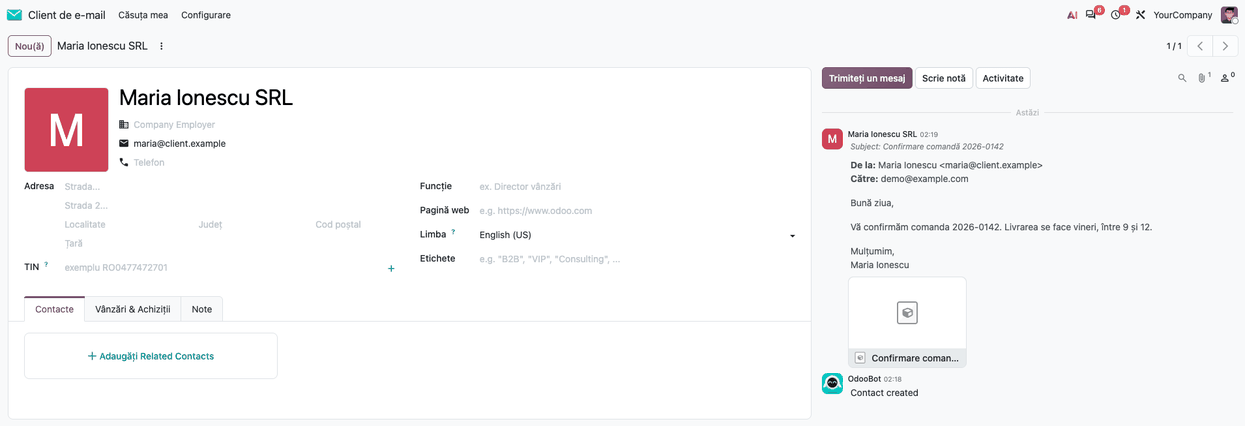 Client de e-mail Căsuța mea Configurare AI 6 1 YourCompany
Nou(ă) Maria Ionescu SRL 1 / 1
M
Maria Ionescu SRL
Company Employer
maria@client.example
Telefon
Adresa Strada...
Strada 2...
Localitate Județ Cod poștal
Țară
TIN ? exemplu RO0477472701 +
Funcție ex. Director vânzări
Pagină web e.g. https://www.odoo.com
Limba ? English (US)
Etichete e.g. "B2B", "VIP", "Consulting", ...
Contacte Vânzări & Achiziții Note
+ Adaugăți Related Contacts
Trimiteți un mesaj Scrie notă Activitate 1 0
Astăzi
M Maria Ionescu SRL 02:19
Subject: Confirmare comandă 2026-0142
De la: Maria Ionescu <maria@client.example>
Către: demo@example.com
Bună ziua,
Vă confirmăm comanda 2026-0142. Livrarea se face vineri, între 9 și 12.
Mulțumim,
Maria Ionescu
Confirmare coman...
OdooBot 02:18
Contact created